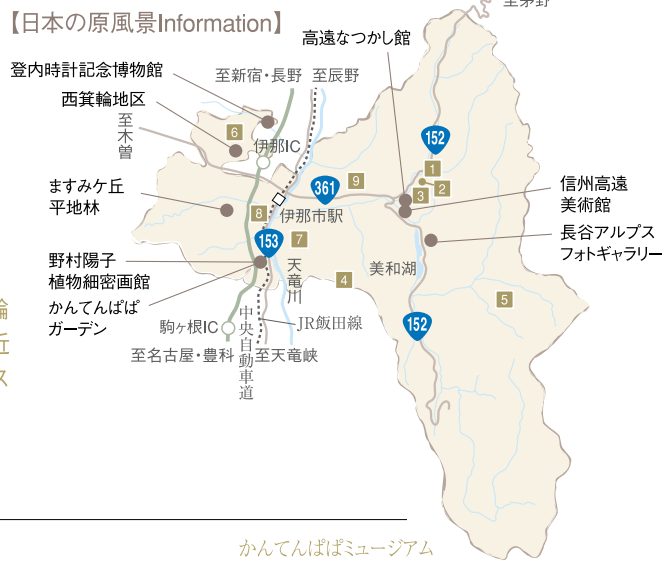 【日本の原風景Information】
至茅野
高遠なつかし館
登内時計記念博物館
至新宿・長野
至辰野
西箕輪地区
至木曽
6
伊那IC
152
1
2
3
9
361
ますみケ丘
平地林
信州高遠
美術館
8
伊那市駅
153
7
長谷アルプス
フォトギャラリー
野村陽子
植物細密画館
天竜川
美和湖
4
5
かんてんぱぱ
ガーデン
駒ヶ根IC
JR飯田線
152
中央自動車道
至名古屋・豊科
至天竜峡
輪
丘
ス
かんてんぱぱミュージアム